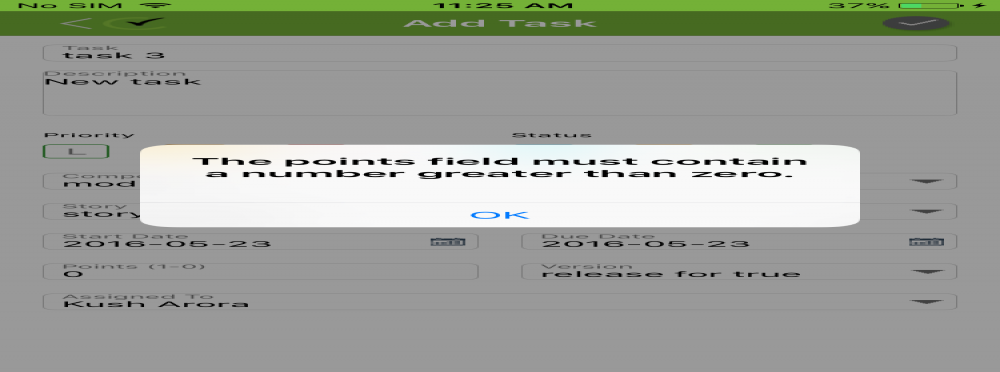 No SIM 11:25 AM 37%
Add Task
Task
task 3
Description
New task
Priority Status
L
The points field must contain
a number greater than zero.
OK
Compo
mod
Story
story
Start Date Due Date
2016-05-23 2016-05-23
Points (1-0) Version
0 release for true
Assigned To
Kush Arora